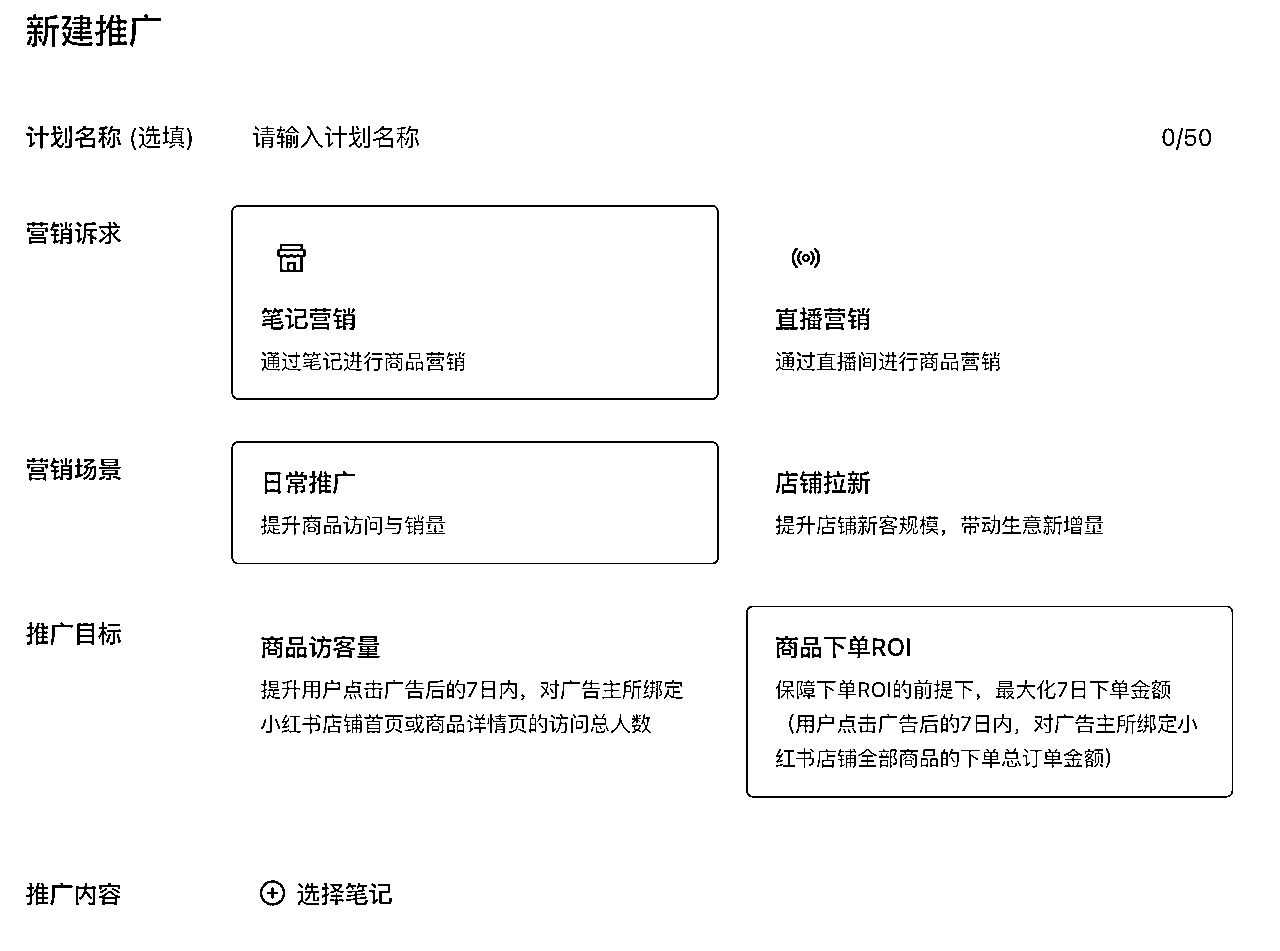 新建推广
计划名称 (选填) 请输入计划名称 0/50
营销诉求
笔记营销
通过笔记进行商品营销
直播营销
通过直播间进行商品营销
营销场景
日常推广
提升商品访问与销量
店铺拉新
提升店铺新客规模，带动生意新增量
推广目标
商品访客量
提升用户点击广告后的7日内，对广告主所绑定
小红书店铺首页或商品详情页的访问总人数
商品下单ROI
保障下单ROI的前提下，最大化7日下单金额
（用户点击广告后的7日内，对广告主所绑定小
红书店铺全部商品的下单总订单金额）
推广内容
选择笔记